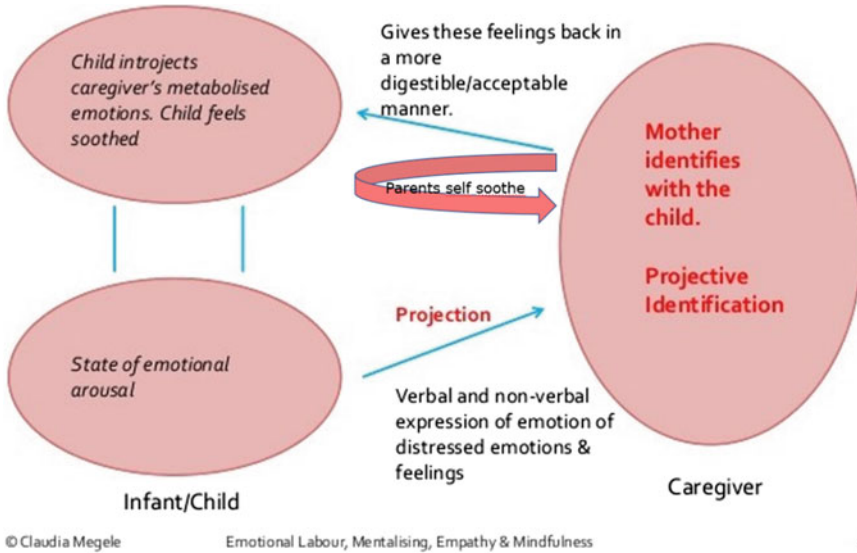 Child introjects
caregiver's metabolised
emotions. Child feels
soothed
Gives these feelings back in
a more
digestible/acceptable
manner.
Parents self soothe
Mother
identifies
with the
child.
Projective
Identification
State of emotional
arousal
Projection
Verbal and non-verbal
expression of emotion of
distressed emotions &
feelings
Infant/Child
Caregiver
© Claudia Megele
Emotional Labour, Mentalising, Empathy & Mindfulness